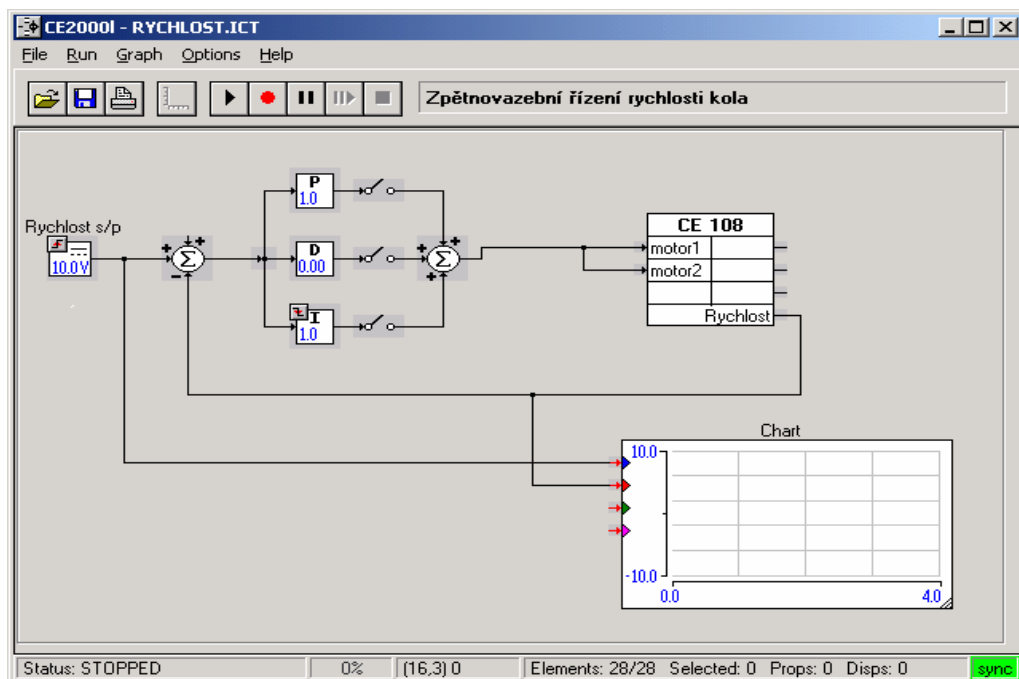 CE2000l - RYCHLOST.ICT
File Run Graph Options Help
Zpětnovazební řízení rychlosti kola
Rychlost s/p
10.0V
+ + -
Σ
P
1.0
D
0.00
I
1.0
+ + +
Σ
CE 108
motor1
motor2
Rychlost
Chart
10.0
-10.0
0.0 4.0
Status: STOPPED 0% (16,3) 0 Elements: 28/28 Selected: 0 Props: 0 Disps: 0 sync